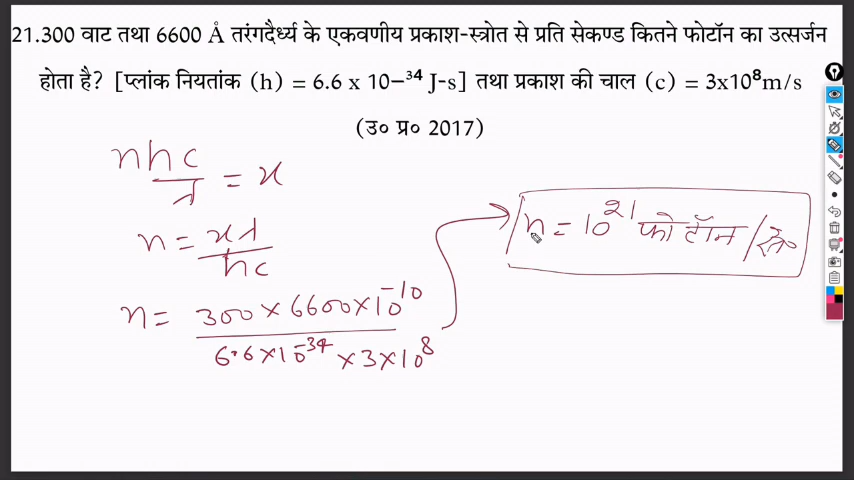 21.300 वाट तथा 6600 Å तरंगदैर्ध्य के एकवणीय प्रकाश-स्त्रोत से प्रति सेकण्ड कितने फोटॉन का उत्सर्जन
होता है? [प्लांक नियतांक (h) = 6.6 x 10−³⁴ J-s] तथा प्रकाश की चाल (c) = 3x10⁸m/s
(उ० प्र० 2017)
nhc/λ = x
n = xλ/hc
n = 300×6600×10⁻¹⁰/6.6×10⁻³⁴×3×10⁸
n = 10²¹ फोटॉन/से०